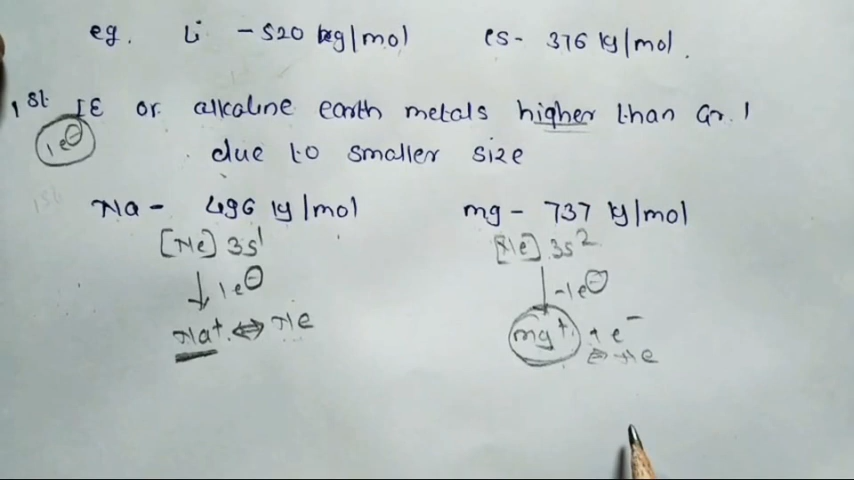 eg. Li - 520 kg/mol Cs - 376 kJ/mol.
1st IE or alkaline earth metals higher than Gr. 1
1e⊖
due to smaller size
Na - 496 kJ/mol mg - 737 kJ/mol
[Ne] 3s¹ [Ne] 3s²
↓ 1e⊖ ↓ -1e⊖
Na⁺ ⇔ Ne mg⁺ + e⁻
⇔ Ne